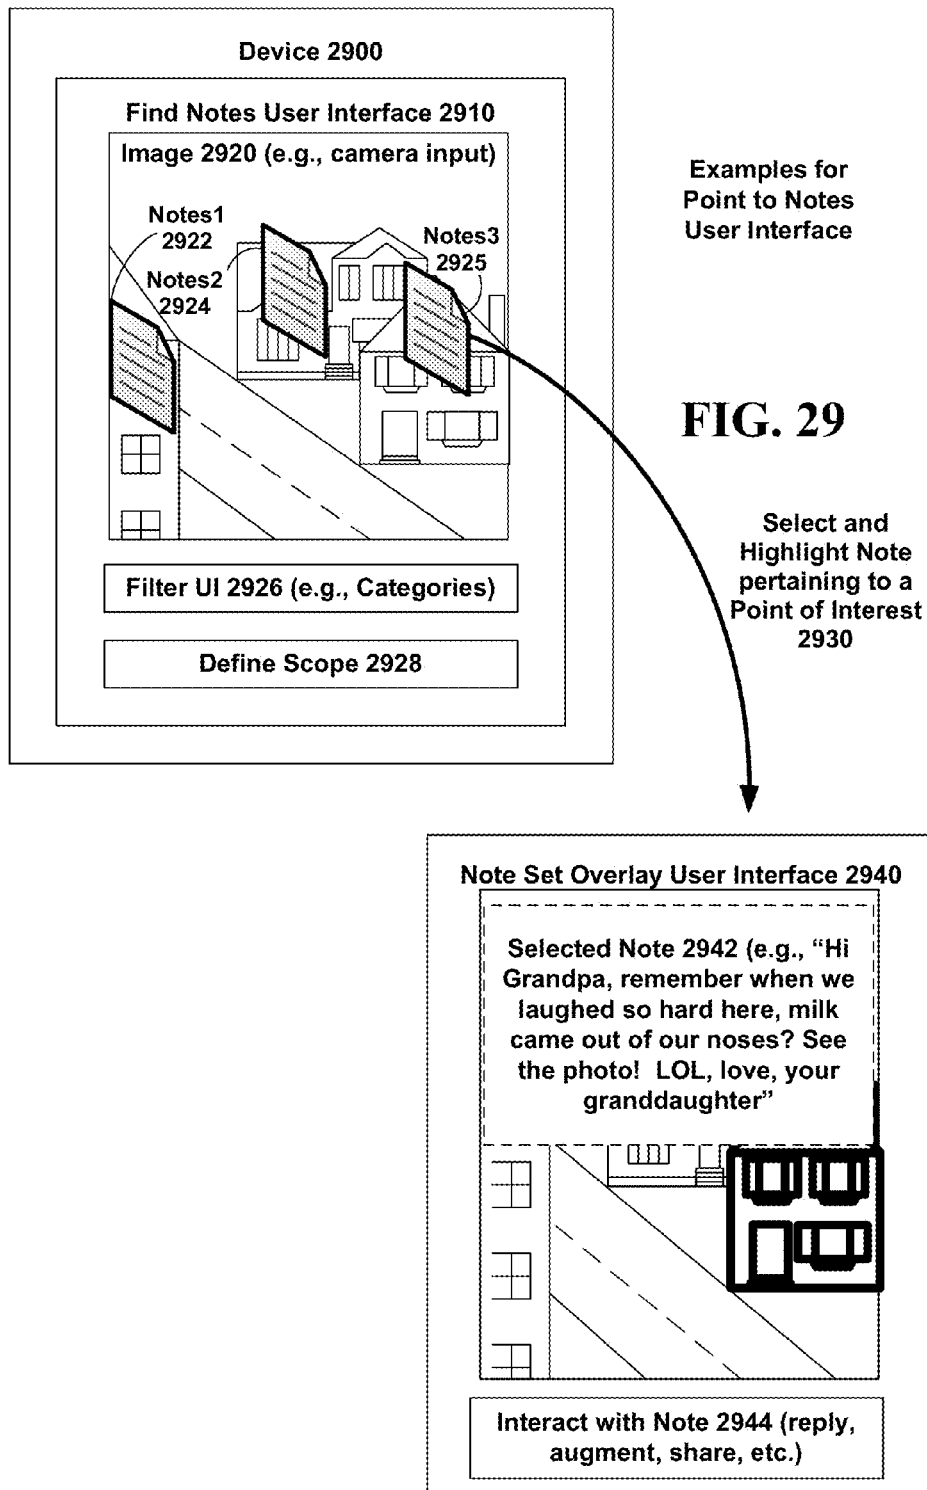 Device 2900
Find Notes User Interface 2910
Image 2920 (e.g., camera input)
Notes1
2922
Notes2
2924
Notes3
2925
Filter UI 2926 (e.g., Categories)
Define Scope 2928
Examples for
Point to Notes
User Interface
FIG. 29
Select and
Highlight Note
pertaining to a
Point of Interest
2930
Note Set Overlay User Interface 2940
Selected Note 2942 (e.g., “Hi
Grandpa, remember when we
laughed so hard here, milk
came out of our noses? See
the photo!  LOL, love, your
granddaughter”
Interact with Note 2944 (reply,
augment, share, etc.)